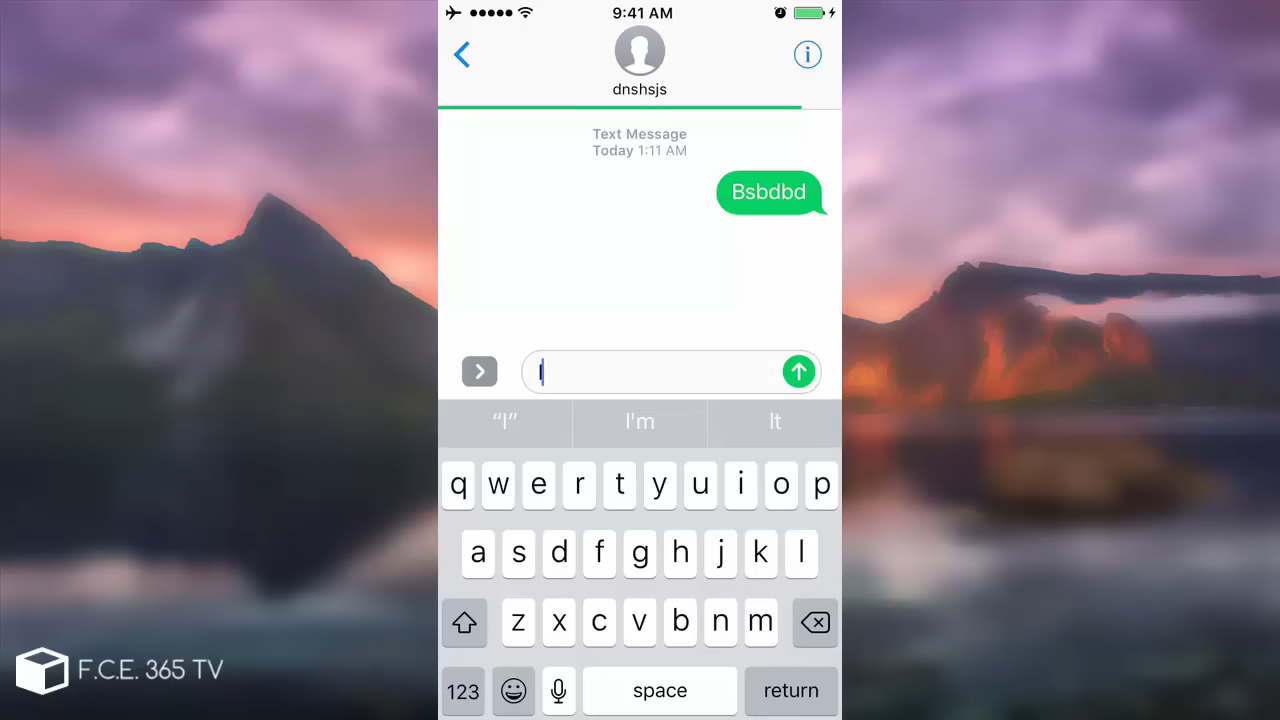 9:41 AM
i
dnshsjs
Text Message
Today 1:11 AM
Bsbdbd
I
“I” I'm It
q w e r t y u i o p
a s d f g h j k l
z x c v b n m
123 space return
F.C.E. 365 TV